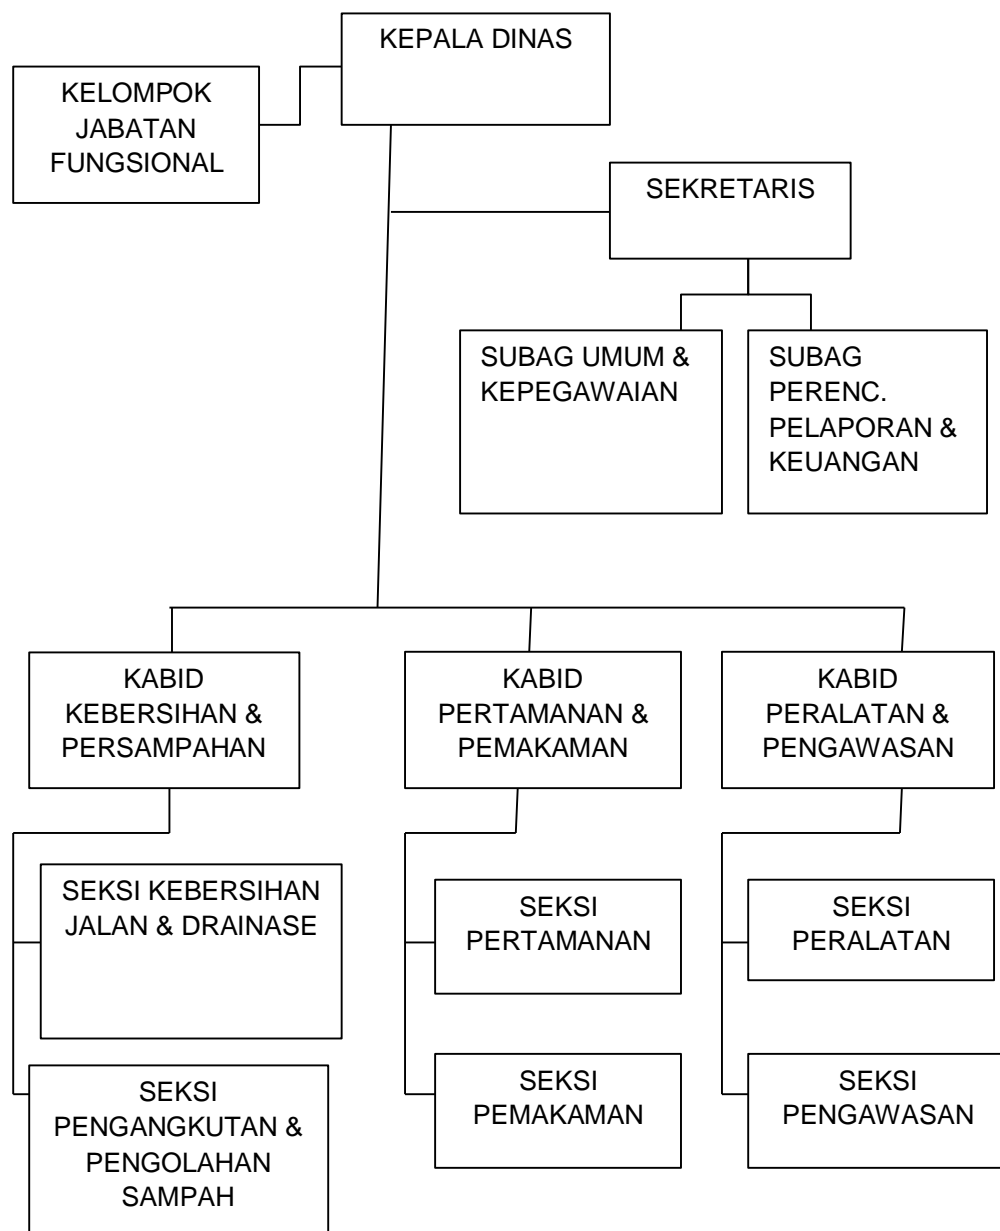 KEPALA DINAS
KELOMPOK
JABATAN
FUNGSIONAL
SEKRETARIS
SUBAG UMUM &
KEPEGAWAIAN
SUBAG
PERENC.
PELAPORAN &
KEUANGAN
KABID
KEBERSIHAN &
PERSAMPAHAN
KABID
PERTAMANAN &
PEMAKAMAN
KABID
PERALATAN &
PENGAWASAN
SEKSI KEBERSIHAN
JALAN & DRAINASE
SEKSI
PERTAMANAN
SEKSI
PERALATAN
SEKSI
PENGANGKUTAN &
PENGOLAHAN
SAMPAH
SEKSI
PEMAKAMAN
SEKSI
PENGAWASAN